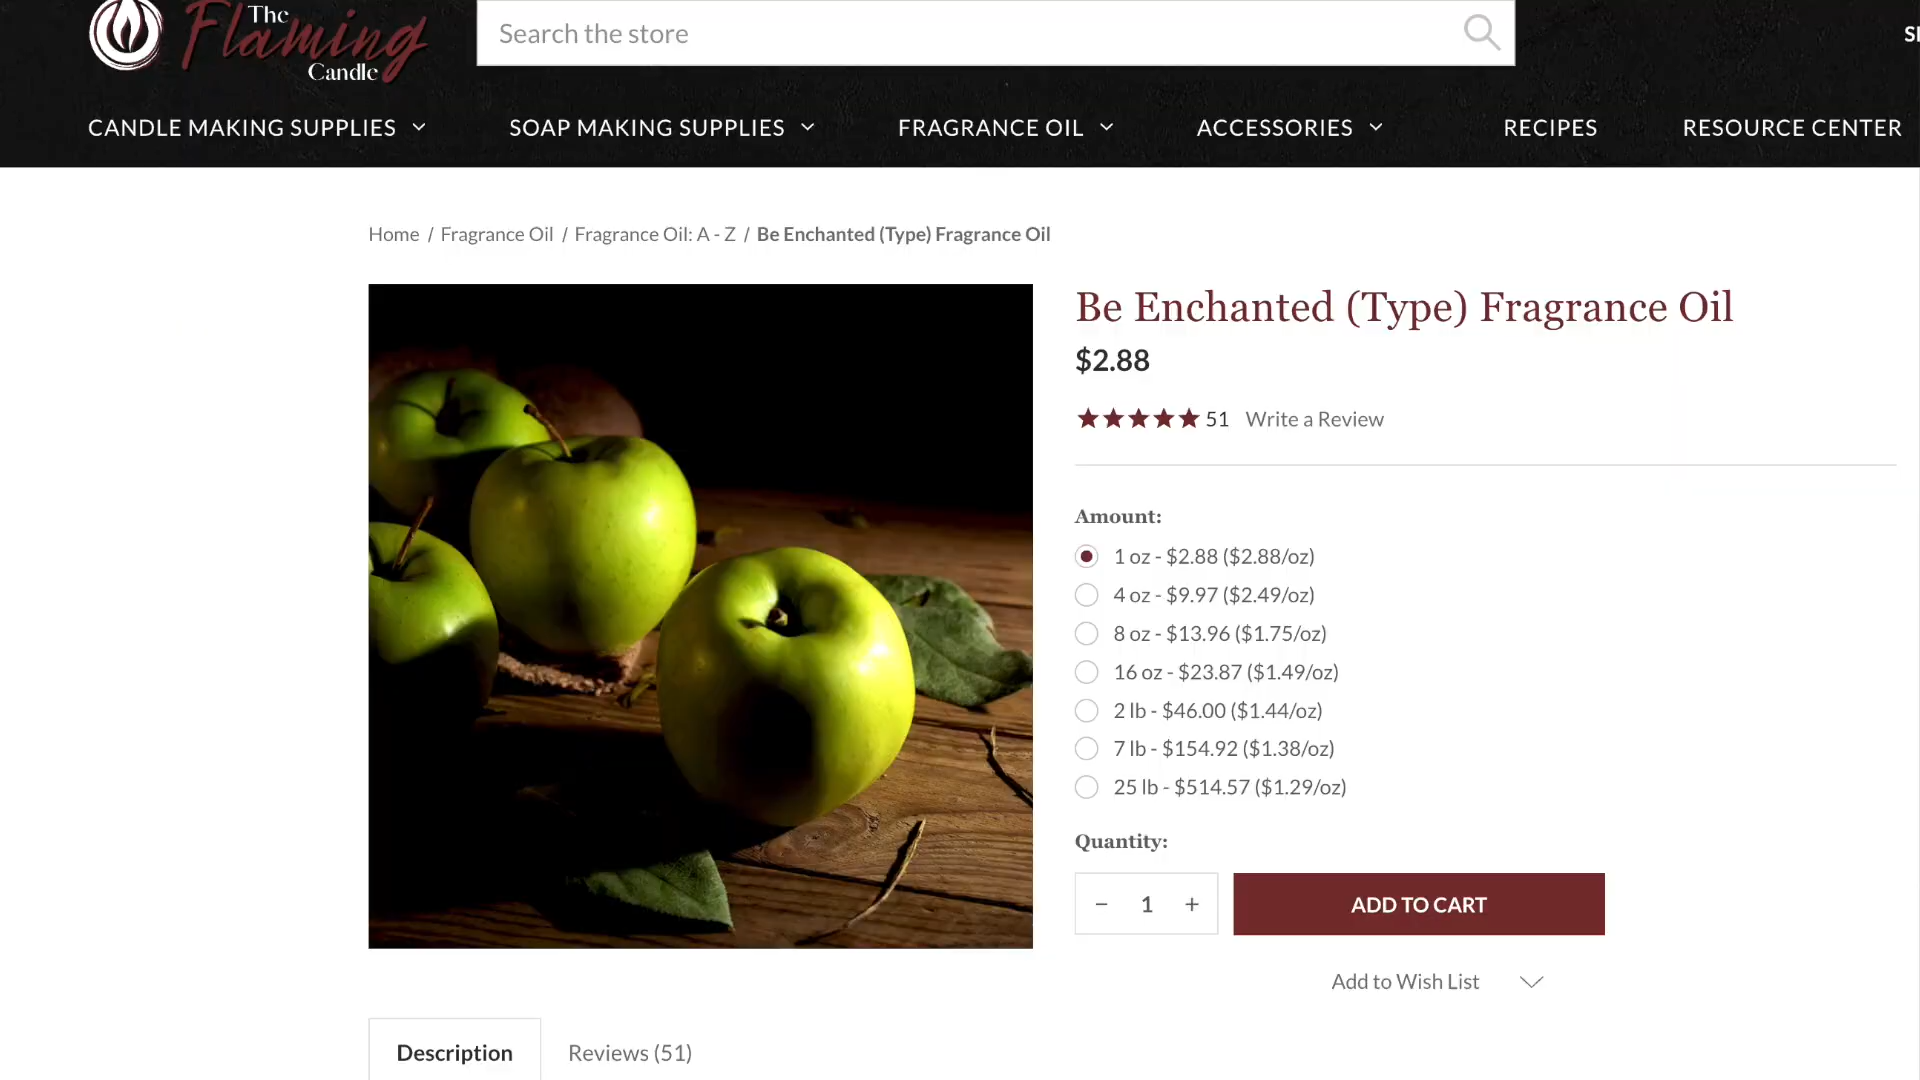 The
Flaming
Candle
Search the store
CANDLE MAKING SUPPLIES
SOAP MAKING SUPPLIES
FRAGRANCE OIL
ACCESSORIES
RECIPES
RESOURCE CENTER
Home / Fragrance Oil / Fragrance Oil: A - Z / Be Enchanted (Type) Fragrance Oil
Be Enchanted (Type) Fragrance Oil
$2.88
51 Write a Review
Amount:
1 oz - $2.88 ($2.88/oz)
4 oz - $9.97 ($2.49/oz)
8 oz - $13.96 ($1.75/oz)
16 oz - $23.87 ($1.49/oz)
2 lb - $46.00 ($1.44/oz)
7 lb - $154.92 ($1.38/oz)
25 lb - $514.57 ($1.29/oz)
Quantity:
− 1 +
ADD TO CART
Add to Wish List
Description
Reviews (51)